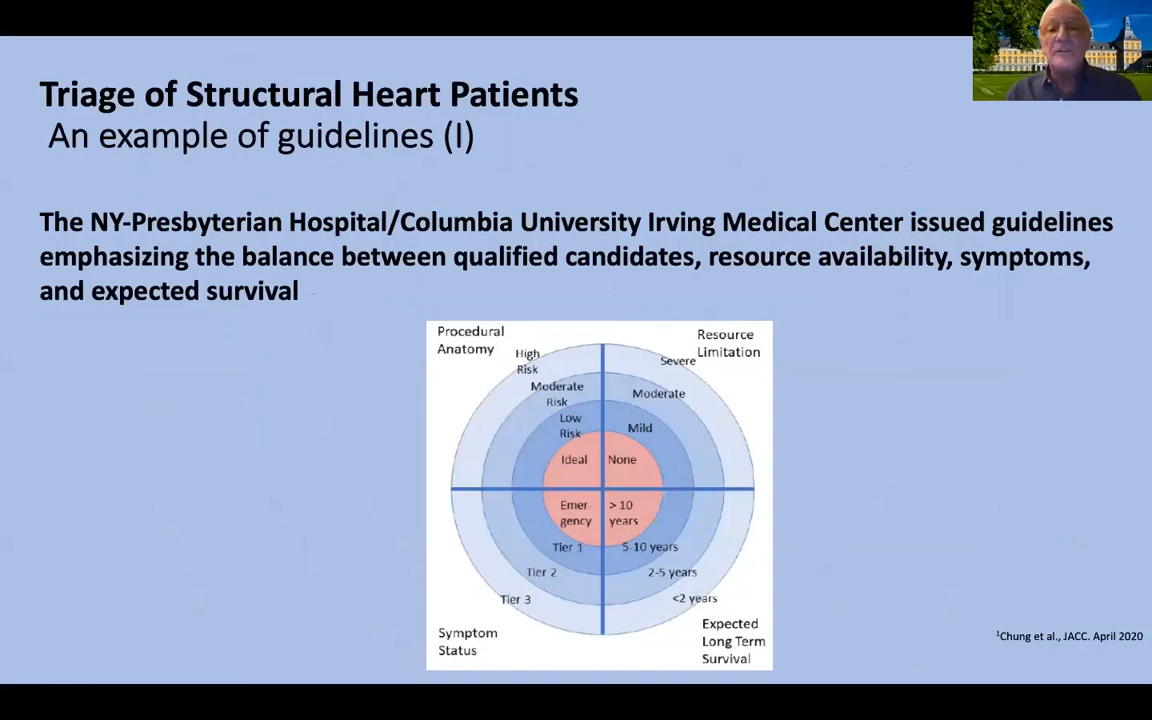 Triage of Structural Heart Patients
An example of guidelines (I)
The NY-Presbyterian Hospital/Columbia University Irving Medical Center issued guidelines
emphasizing the balance between qualified candidates, resource availability, symptoms,
and expected survival
Procedural
Anatomy
Resource
Limitation
High
Risk
Severe
Moderate
Risk
Moderate
Low
Risk
Mild
Ideal
None
Emer-
gency
> 10
years
Tier 1
5-10 years
Tier 2
2-5 years
Tier 3
<2 years
Symptom
Status
Expected
Long Term
Survival
¹Chung et al., JACC. April 2020